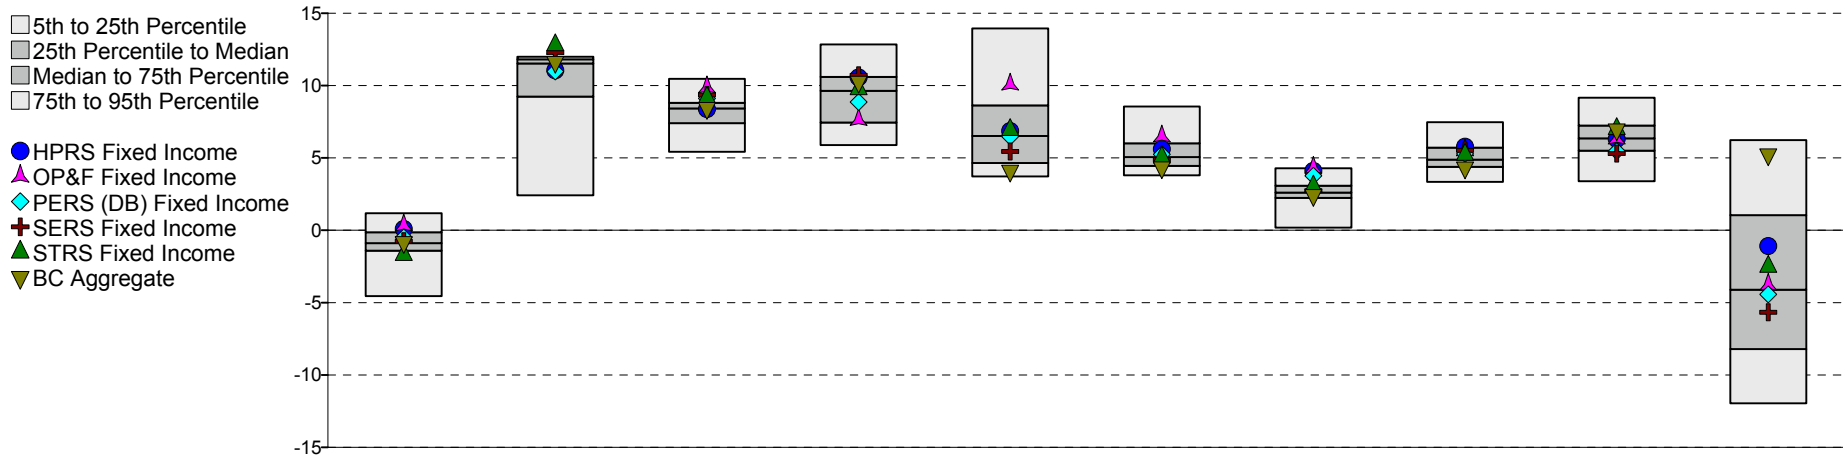 5th to 25th Percentile
25th Percentile to Median
Median to 75th Percentile
75th to 95th Percentile
HPRS Fixed Income
OP&F Fixed Income
PERS (DB) Fixed Income
SERS Fixed Income
STRS Fixed Income
BC Aggregate
15
10
5
0
-5
-10
-15